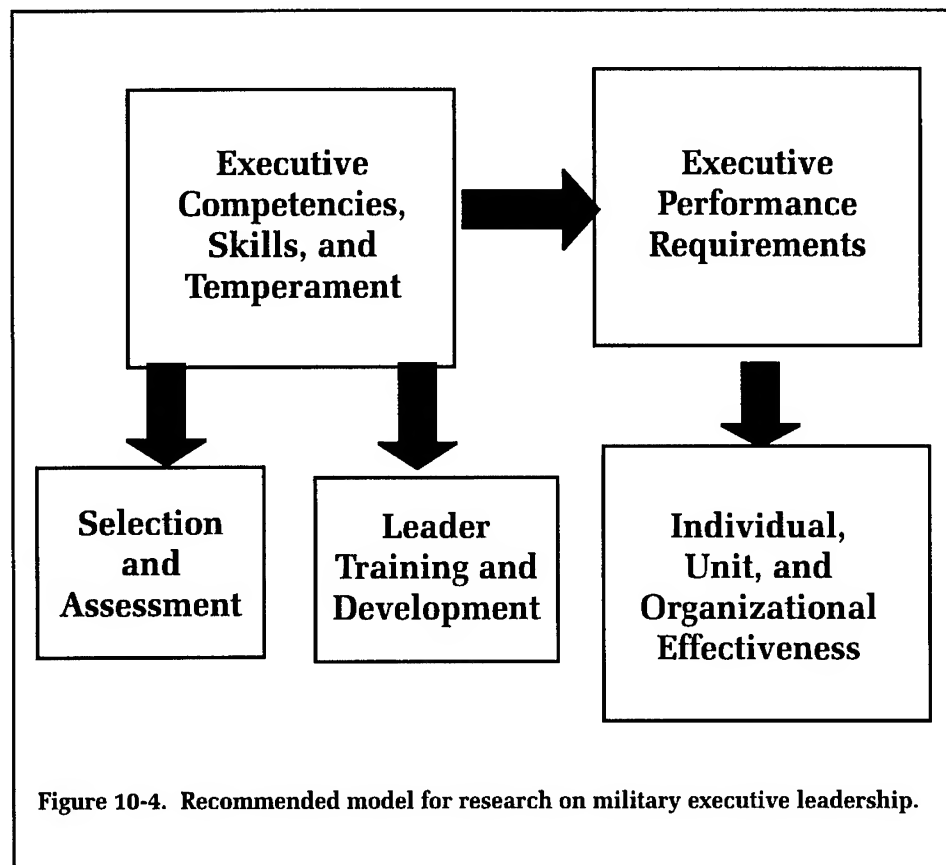 Executive
Competencies,
Skills, and
Temperament
Executive
Performance
Requirements
Selection
and
Assessment
Leader
Training and
Development
Individual,
Unit, and
Organizational
Effectiveness
Figure 10-4. Recommended model for research on military executive leadership.